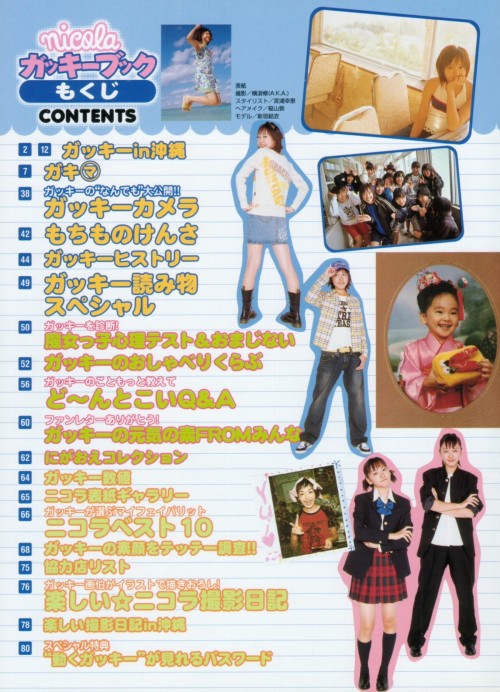 nicola
ガッキーブック
もくじ
CONTENTS
表紙
撮影／横浪修(A.K.A.)
スタイリスト／宮浦幸恵
ヘアメイク／
モデル／新垣結衣
2 12 ガッキーin沖縄
7 ガキマ
38 ガッキーの“なんでも”大公開!!
ガッキーカメラ
42 もちものけんさ
44 ガッキーヒストリー
49 ガッキー読み物
スペシャル
50 ガッキーを診断!
魔女っ子心理テスト&おまじない
52 ガッキーのおしゃべりくらぶ
56 ガッキーのこともっと教えて
ど〜んとこいQ&A
60 ファンレターありがとう!
ガッキーの元気の素FROMみんな
62 にがおえコレクション
64 ガッキー数値
65 ニコラ表紙ギャラリー
66 ガッキーが選ぶマイフェイバリット
ニコラベスト10
68 ガッキーの素顔をテッテー調査!!
75 協力店リスト
76 ガッキー画伯がイラストで描きおろし!
楽しい☆ニコラ撮影日記
78 楽しい撮影日記in沖縄
80 スペシャル特典
“動くガッキー”が見れるパスワード